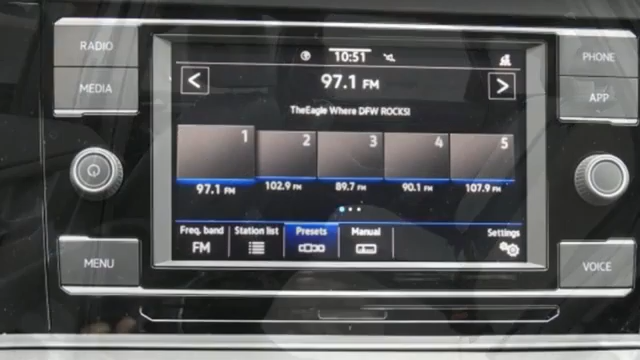 RADIO
MEDIA
MENU
10:51
97.1 FM
TheEagle Where DFW ROCKS!
1 2 3 4 5
97.1 FM 102.9 FM 89.7 FM 90.1 FM 107.9 FM
Freq. band Station list Presets Manual Settings
FM
PHONE
APP
VOICE